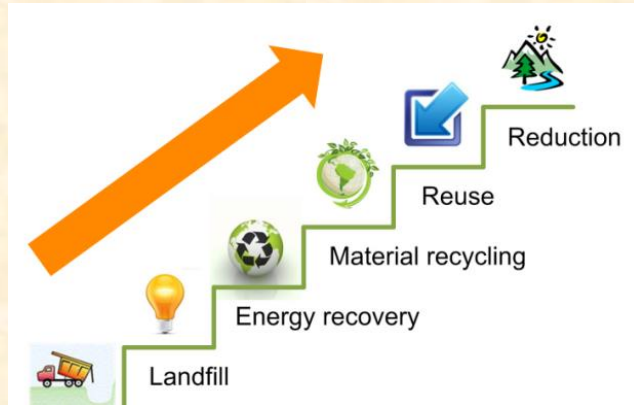 Reduction
Reuse
Material recycling
Energy recovery
Landfill